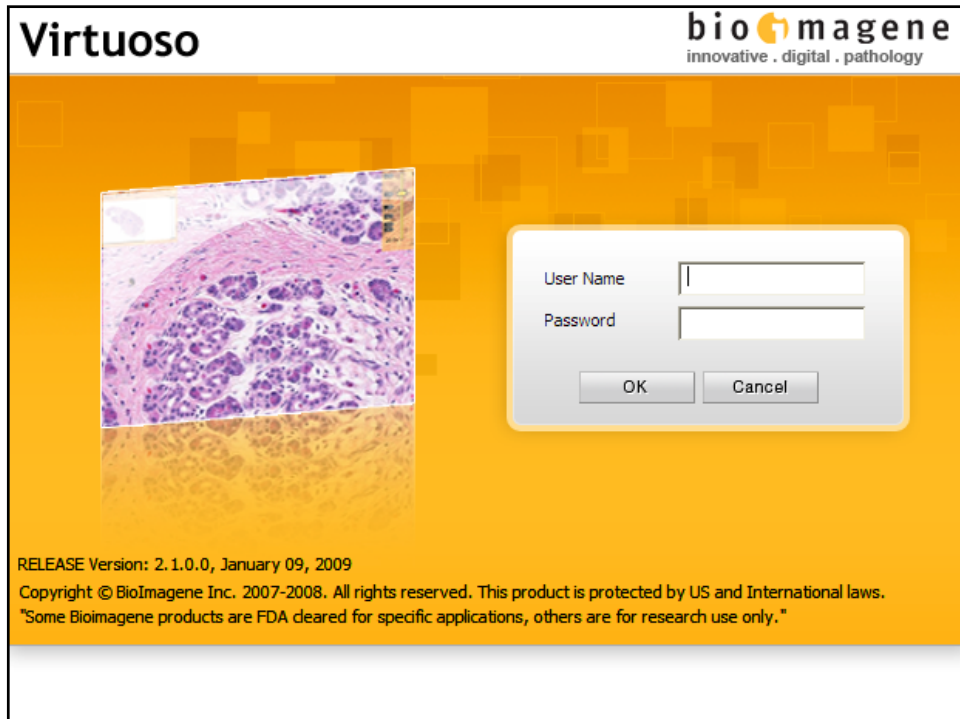 Virtuoso
bioimagene
innovative . digital . pathology
User Name
Password
OK
Cancel
RELEASE Version: 2.1.0.0, January 09, 2009
Copyright © BioImagene Inc. 2007-2008. All rights reserved. This product is protected by US and International laws.
"Some Bioimagene products are FDA cleared for specific applications, others are for research use only."